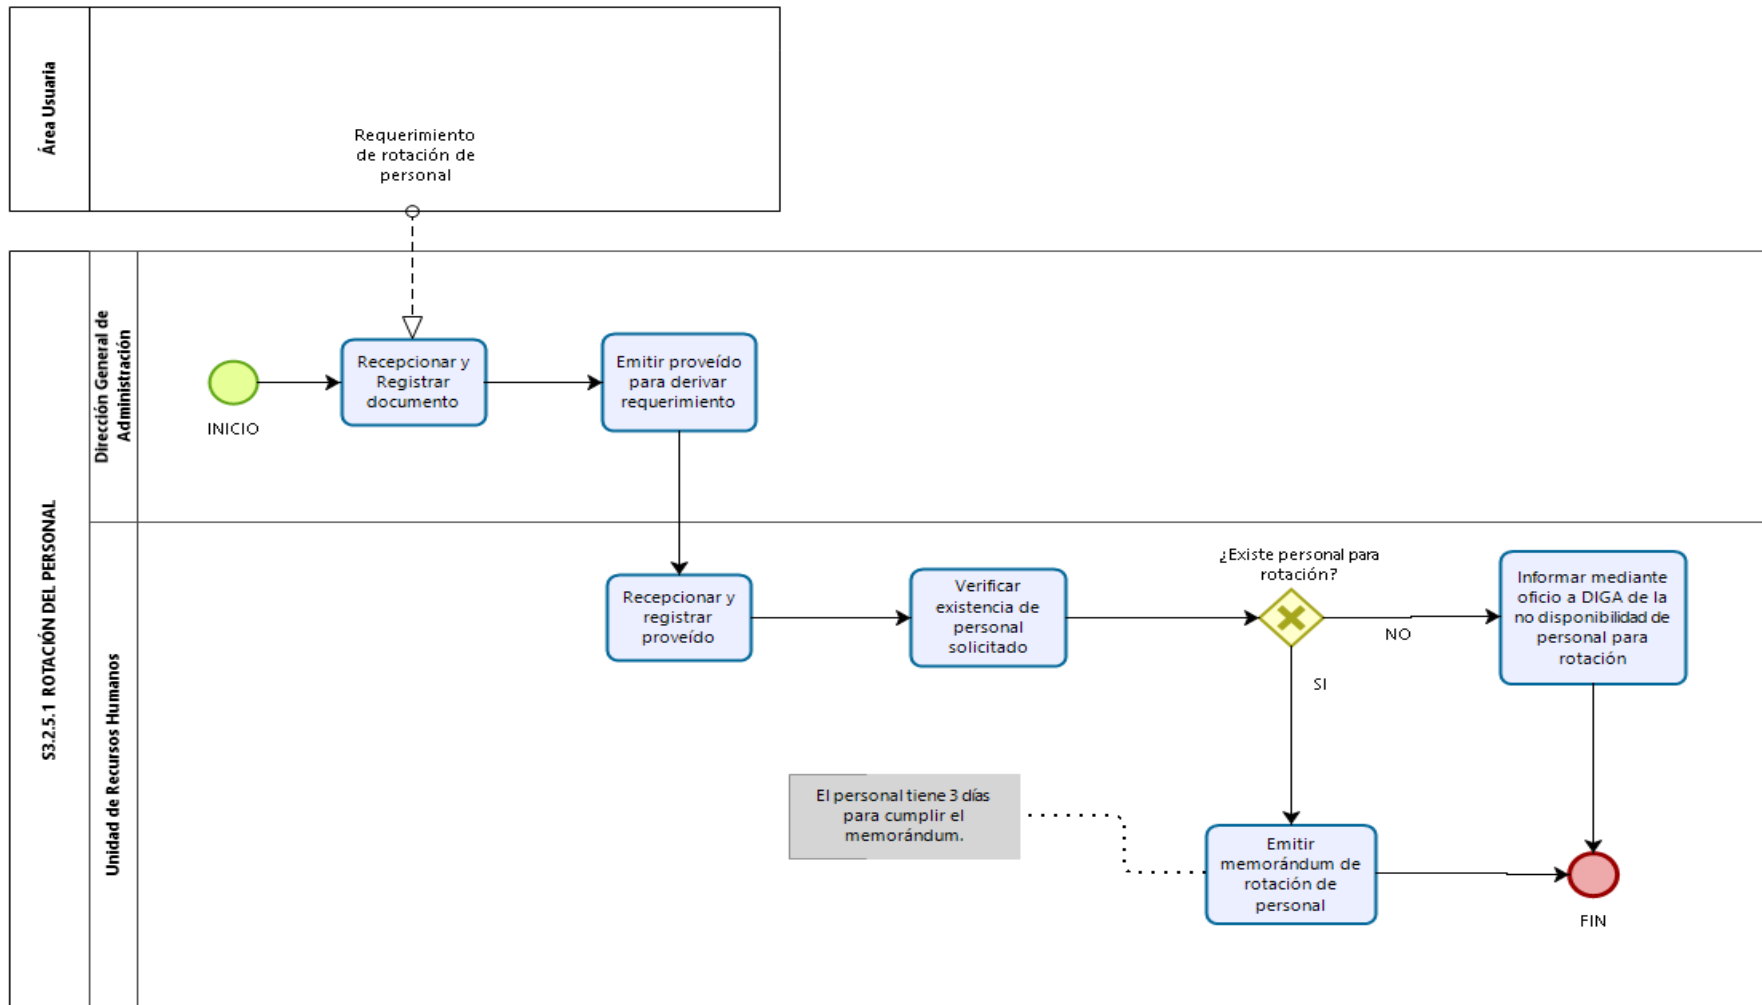 Área Usuaria
Requerimiento
de rotación de
personal
S3.2.5.1 ROTACIÓN DEL PERSONAL
Dirección General de
Administración
INICIO
Recepcionar y
Registrar
documento
Emitir proveído
para derivar
requerimiento
Unidad de Recursos Humanos
Recepcionar y
registrar
proveído
Verificar
existencia de
personal
solicitado
¿Existe personal para
rotación?
NO
SI
Informar mediante
oficio a DIGA de la
no disponibilidad de
personal para
rotación
El personal tiene 3 días
para cumplir el
memorándum.
Emitir
memorándum de
rotación de
personal
FIN